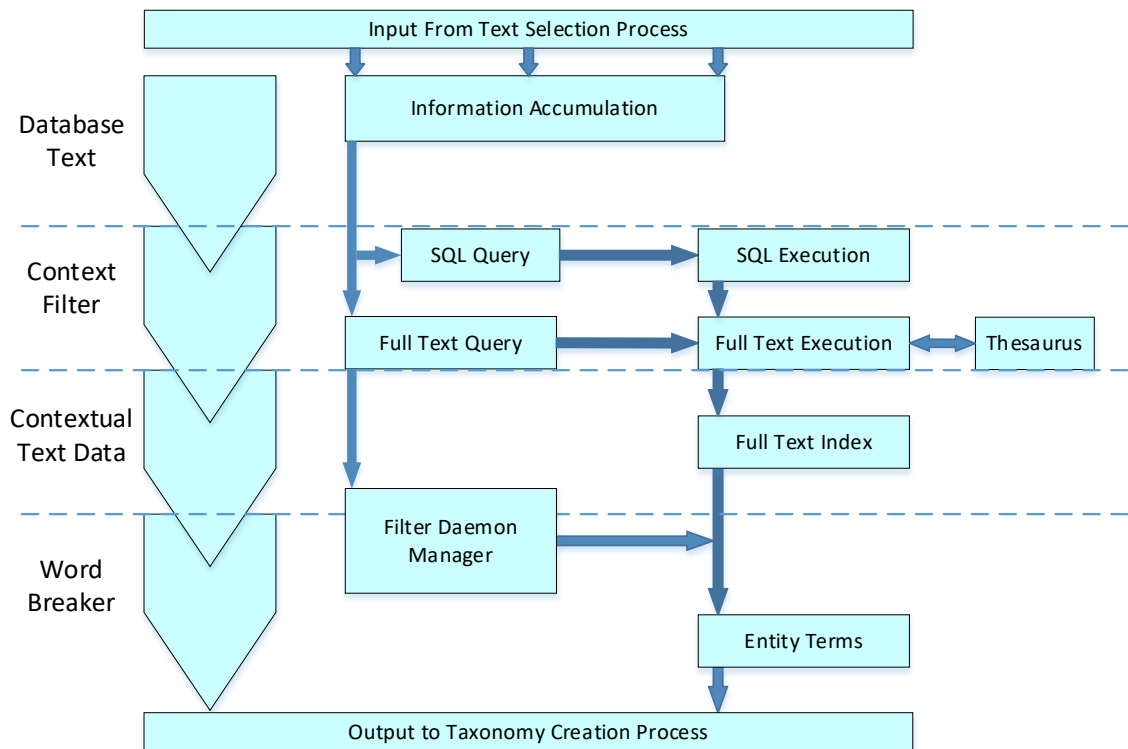 Input From Text Selection Process
Information Accumulation
Database
Text
SQL Query
SQL Execution
Context
Filter
Full Text Query
Full Text Execution
Thesaurus
Contextual
Text Data
Full Text Index
Filter Daemon
Manager
Word
Breaker
Entity Terms
Output to Taxonomy Creation Process